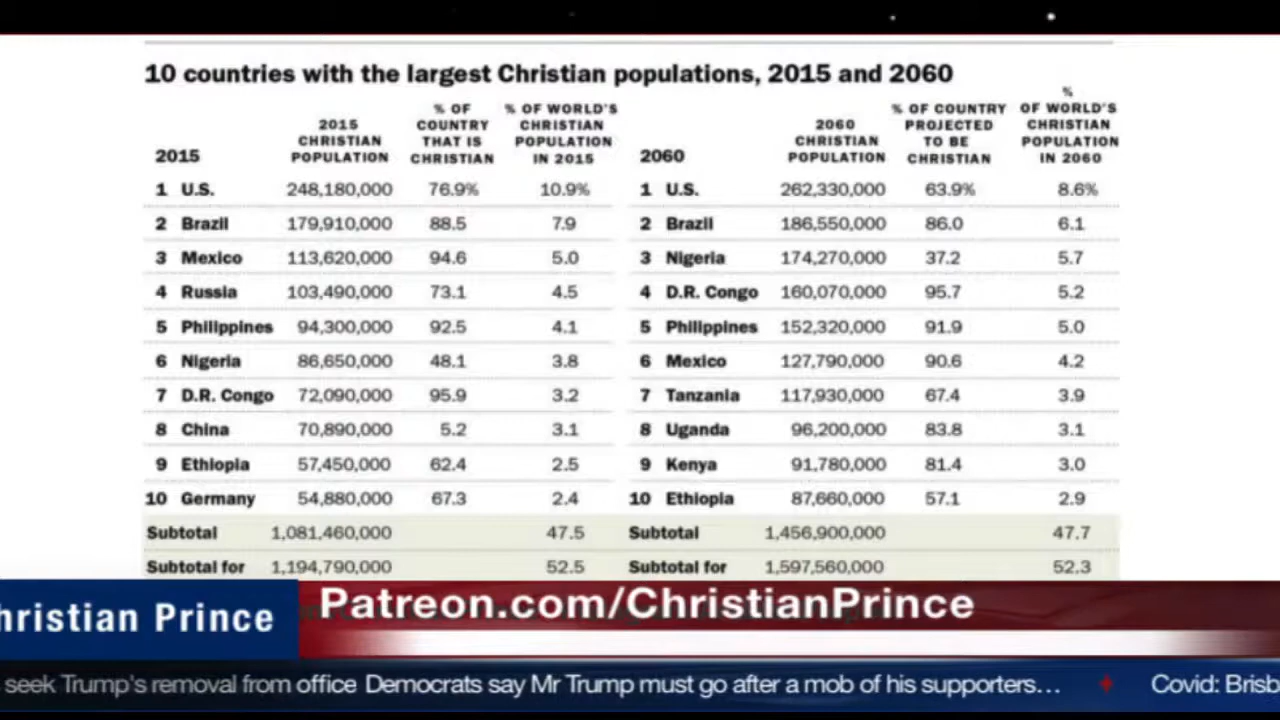 10 countries with the largest Christian populations, 2015 and 2060
2015 2015 CHRISTIAN POPULATION % OF COUNTRY THAT IS CHRISTIAN % OF WORLD'S CHRISTIAN POPULATION IN 2015 2060 2060 CHRISTIAN POPULATION % OF COUNTRY PROJECTED TO BE CHRISTIAN % OF WORLD'S CHRISTIAN POPULATION IN 2060
1 U.S. 248,180,000 76.9% 10.9% 1 U.S. 262,330,000 63.9% 8.6%
2 Brazil 179,910,000 88.5 7.9 2 Brazil 186,550,000 86.0 6.1
3 Mexico 113,620,000 94.6 5.0 3 Nigeria 174,270,000 37.2 5.7
4 Russia 103,490,000 73.1 4.5 4 D.R. Congo 160,070,000 95.7 5.2
5 Philippines 94,300,000 92.5 4.1 5 Philippines 152,320,000 91.9 5.0
6 Nigeria 86,650,000 48.1 3.8 6 Mexico 127,790,000 90.6 4.2
7 D.R. Congo 72,090,000 95.9 3.2 7 Tanzania 117,930,000 67.4 3.9
8 China 70,890,000 5.2 3.1 8 Uganda 96,200,000 83.8 3.1
9 Ethiopia 57,450,000 62.4 2.5 9 Kenya 91,780,000 81.4 3.0
10 Germany 54,880,000 67.3 2.4 10 Ethiopia 87,660,000 57.1 2.9
Subtotal 1,081,460,000 47.5 Subtotal 1,456,900,000 47.7
Subtotal for 1,194,790,000 52.5 Subtotal for 1,597,560,000 52.3
hristian Prince
Patreon.com/ChristianPrince
seek Trump's removal from office Democrats say Mr Trump must go after a mob of his supporters... Covid: Brisb